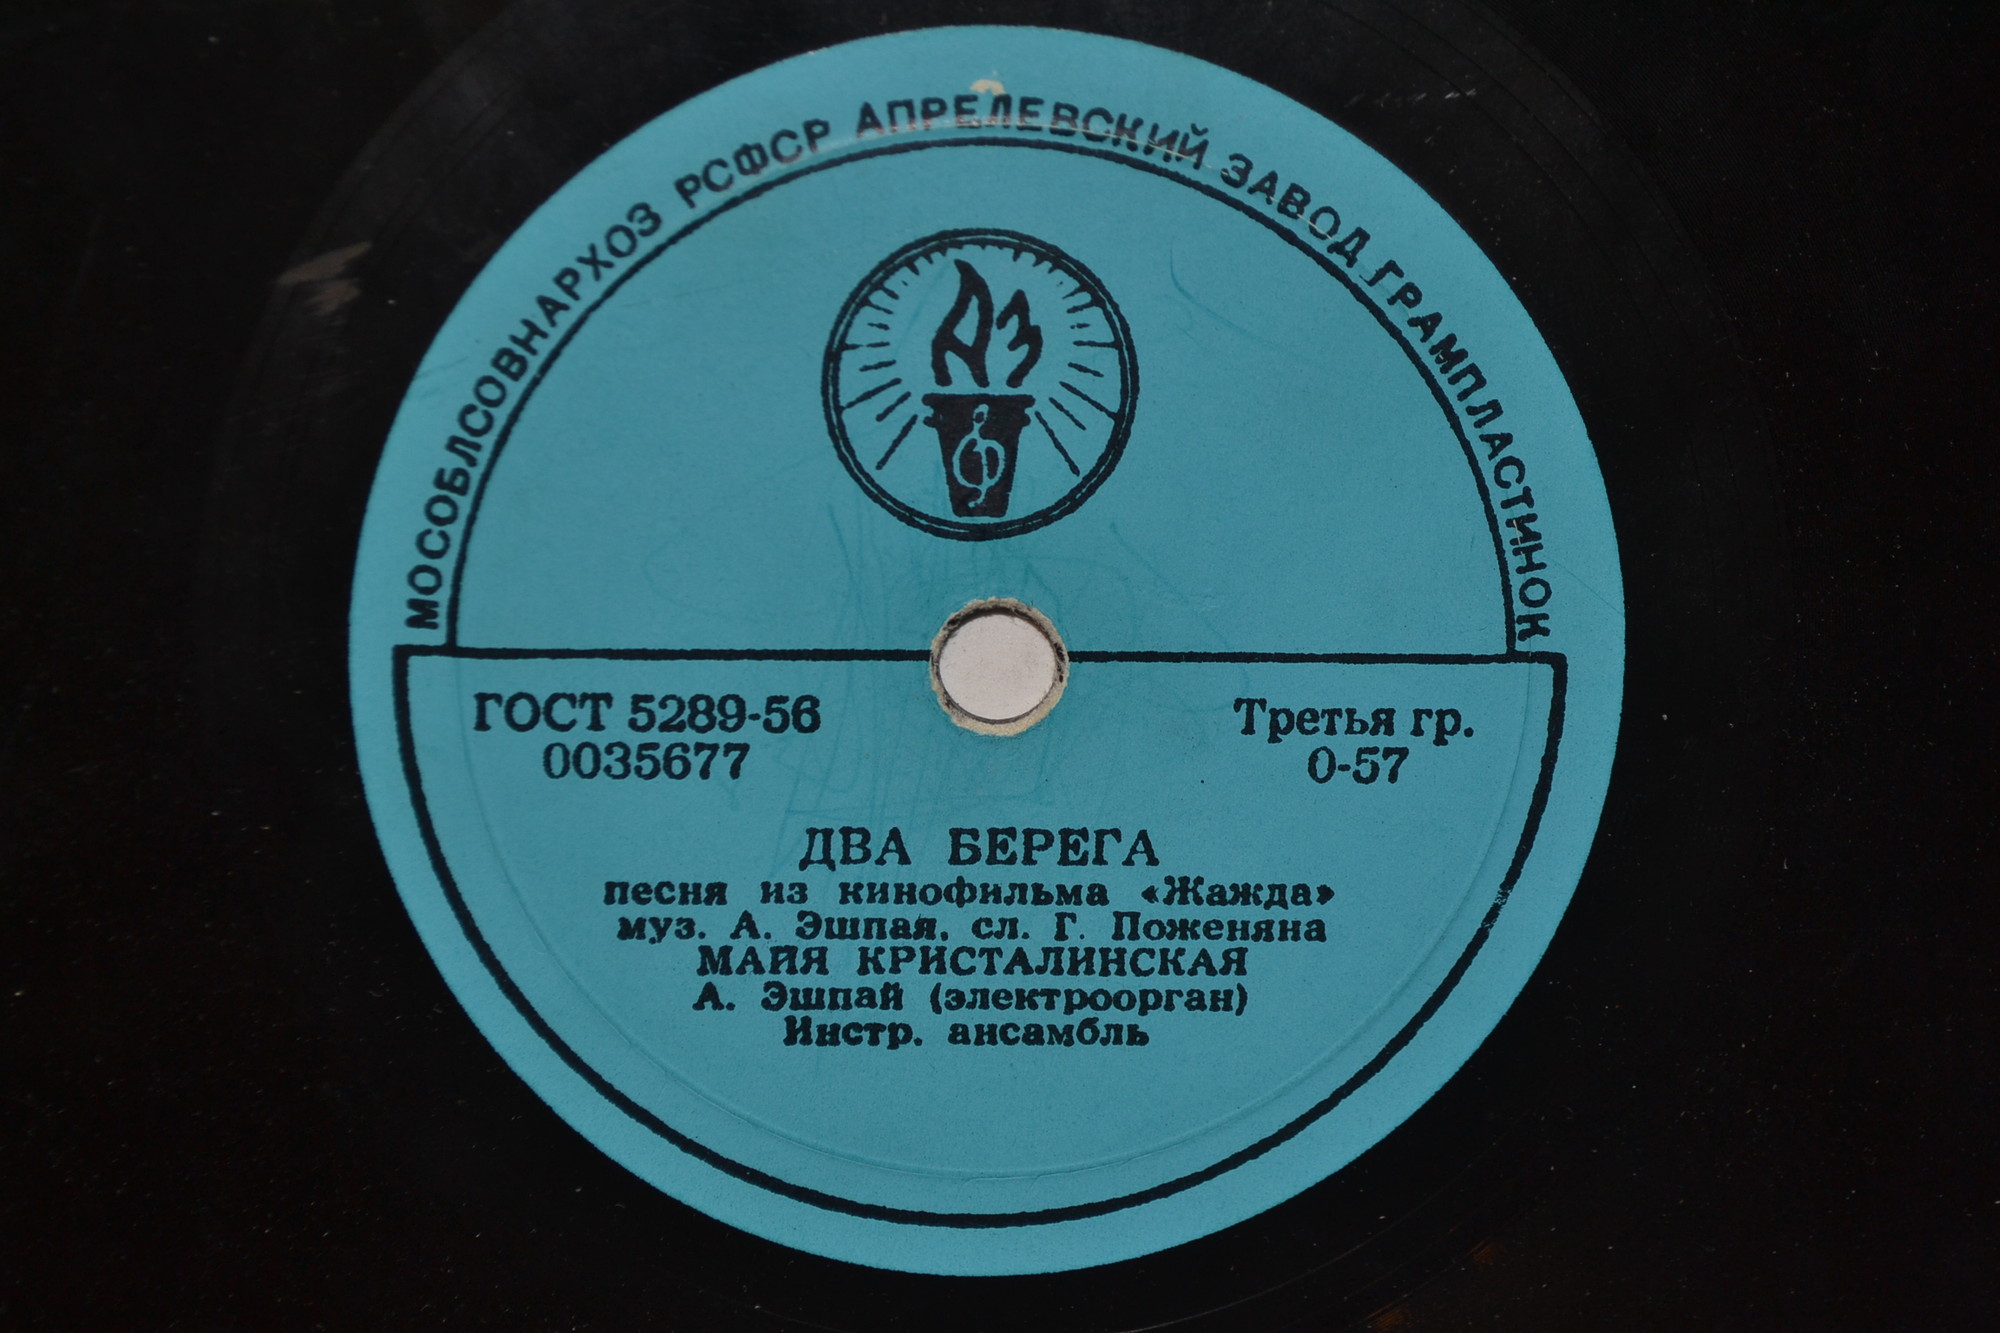 МОСОБЛСОВНАРХОЗ РСФСР АПРЕЛЕВСКИЙ ЗАВОД ГРАМПЛАСТИНОК
АЗ
ГОСТ 5289-56
0035677
Третья гр.
0-57
ДВА БЕРЕГА
песня из кинофильма «Жажда»
муз. А. Эшпая, сл. Г. Поженяна
МАЙЯ КРИСТАЛИНСКАЯ
А. Эшпай (электроорган)
Инстр. ансамбль